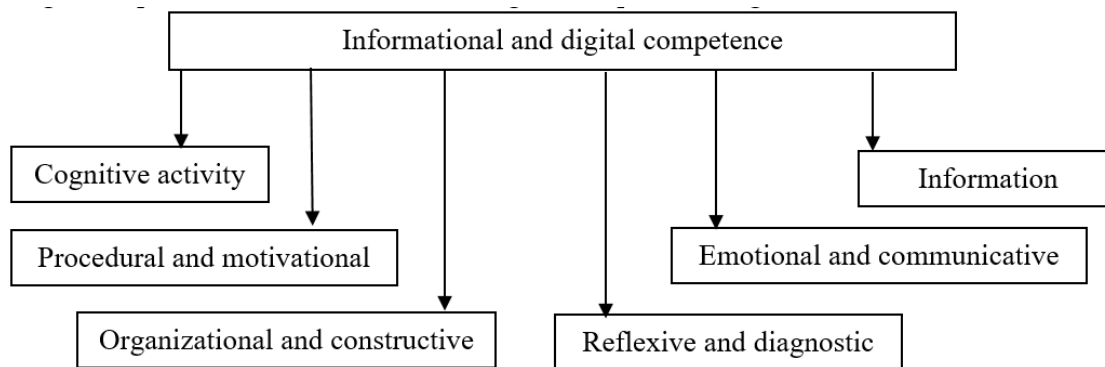 Informational and digital competence
Cognitive activity
Information
Procedural and motivational
Emotional and communicative
Organizational and constructive
Reflexive and diagnostic